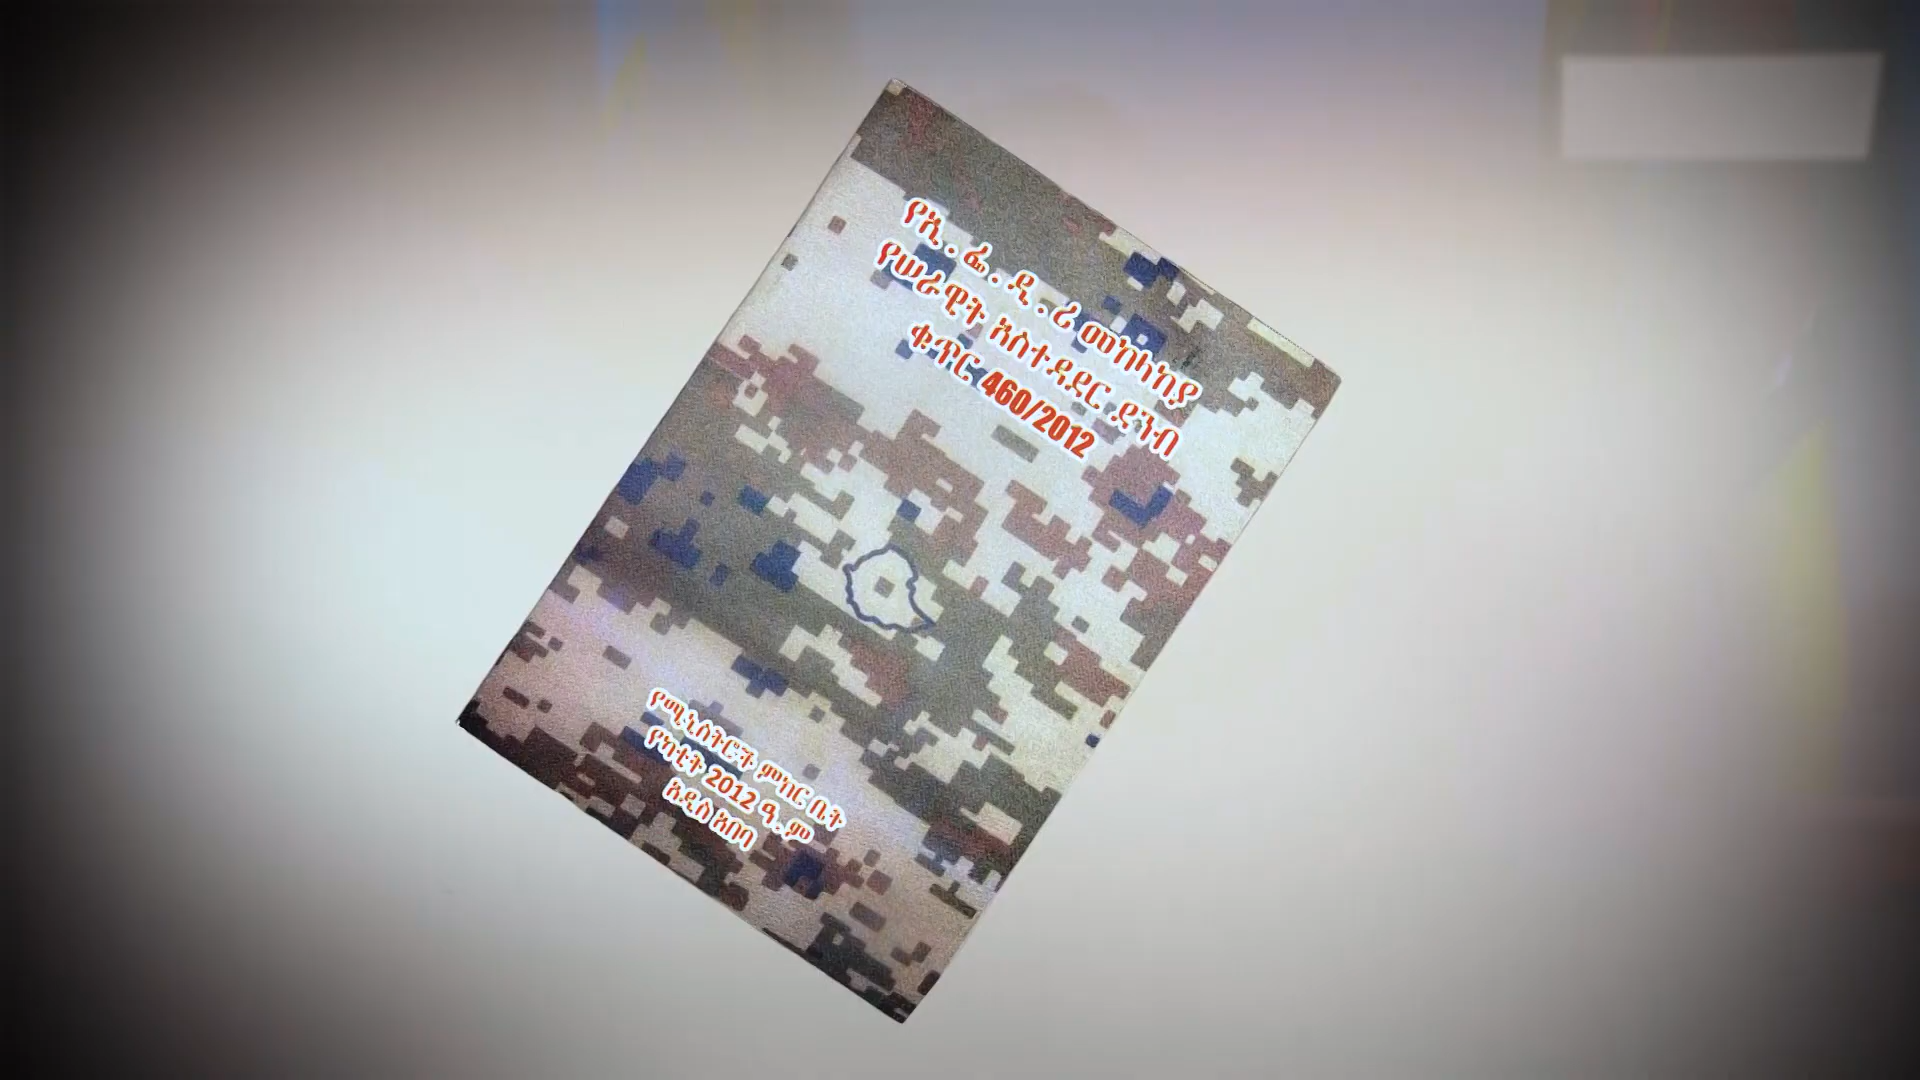 የኢ.ፌ.ዲ.ሪ መከላከያ
የሠራዊት አስተዳደር ደንብ
ቁጥር 460/2012
የሚኒስትሮች ምክር ቤት
የካቲት 2012 ዓ.ም
አዲስ አበባ